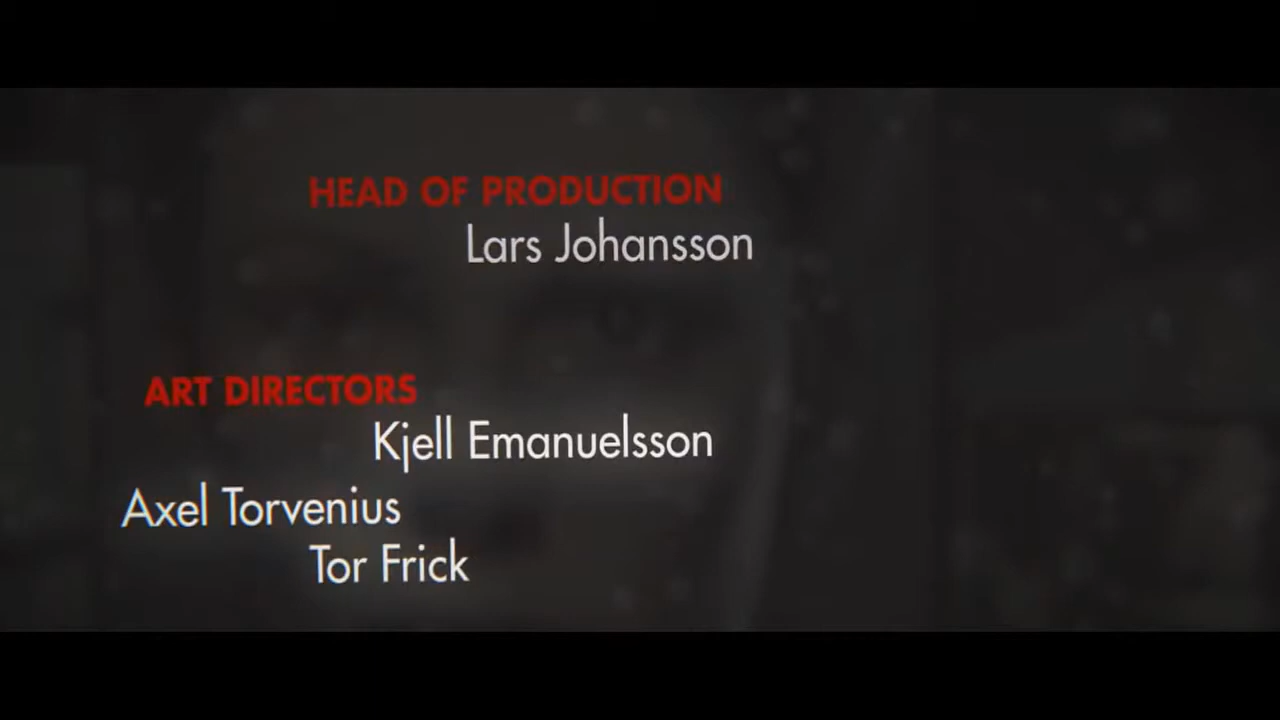 HEAD OF PRODUCTION
Lars Johansson
ART DIRECTORS
Kjell Emanuelsson
Axel Torvenius
Tor Frick